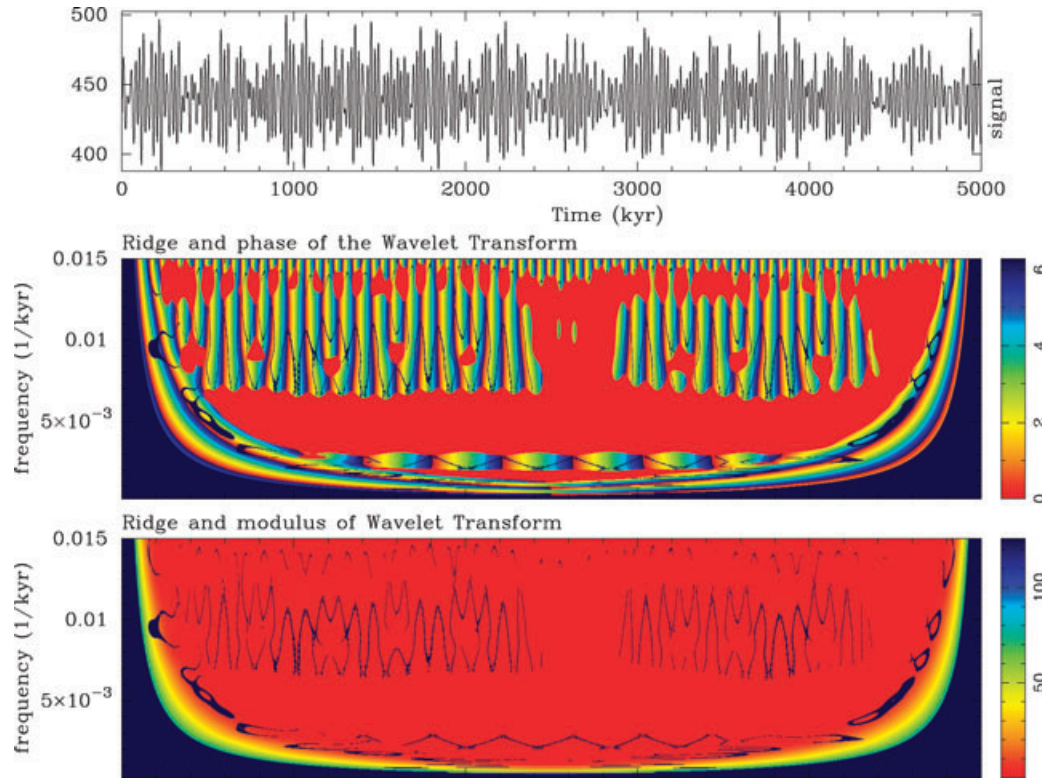 500
450
400
signal
0 1000 2000 3000 4000 5000
Time (kyr)
Ridge and phase of the Wavelet Transform
0.015
0.01
5×10⁻³
frequency (1/kyr)
6
4
2
0
Ridge and modulus of Wavelet Transform
0.015
0.01
5×10⁻³
frequency (1/kyr)
100
50